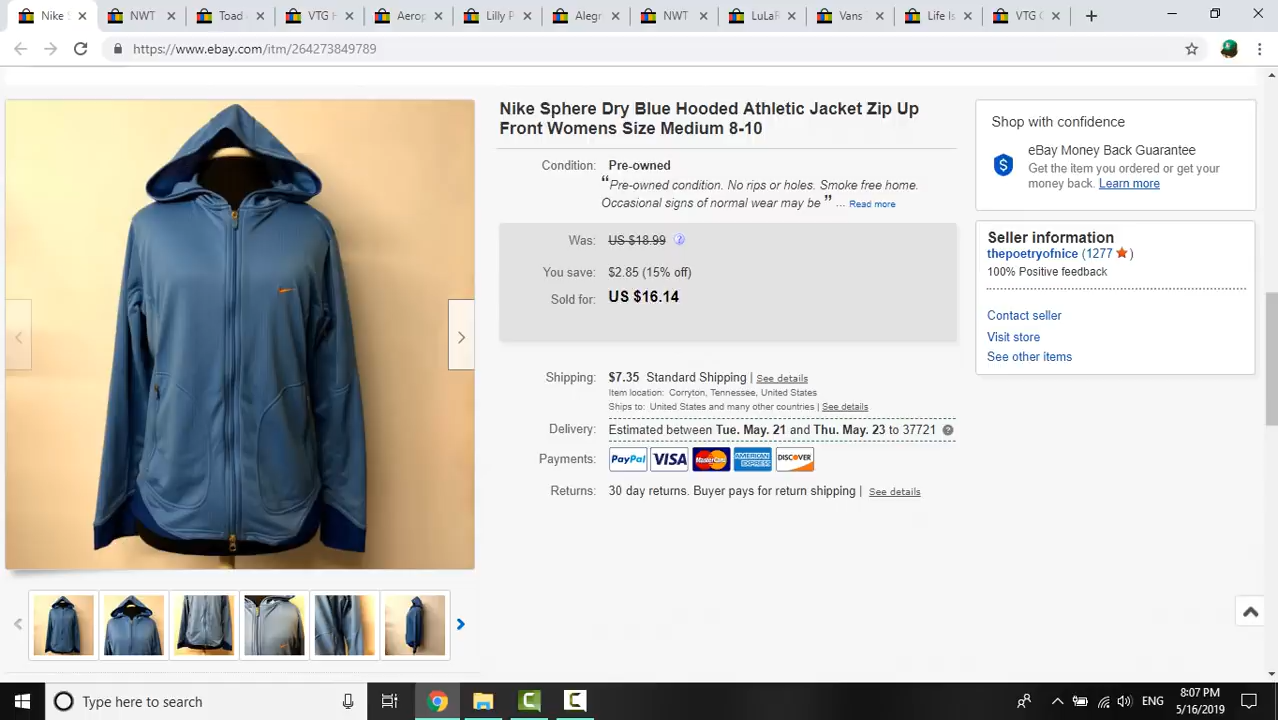 Nike S
NWT
Toad
VTG H
Aerop
Lilly P
Alegr
NWT
LuLaR
Vans
Life Is
VTG C
https://www.ebay.com/itm/264273849789
Nike Sphere Dry Blue Hooded Athletic Jacket Zip Up
Front Womens Size Medium 8-10
Condition: Pre-owned
“Pre-owned condition. No rips or holes. Smoke free home.
Occasional signs of normal wear may be ” ... Read more
Was: US $18.99 ?
You save: $2.85 (15% off)
Sold for: US $16.14
Shipping: $7.35 Standard Shipping | See details
Item location: Corryton, Tennessee, United States
Ships to: United States and many other countries | See details
Delivery: Estimated between Tue. May. 21 and Thu. May. 23 to 37721 ?
Payments: PayPal VISA MasterCard AMERICAN EXPRESS DISCOVER
Returns: 30 day returns. Buyer pays for return shipping | See details
Shop with confidence
eBay Money Back Guarantee
Get the item you ordered or get your
money back. Learn more
Seller information
thepoetryofnice (1277 ★ )
100% Positive feedback
Contact seller
Visit store
See other items
Type here to search
ENG
8:07 PM
5/16/2019